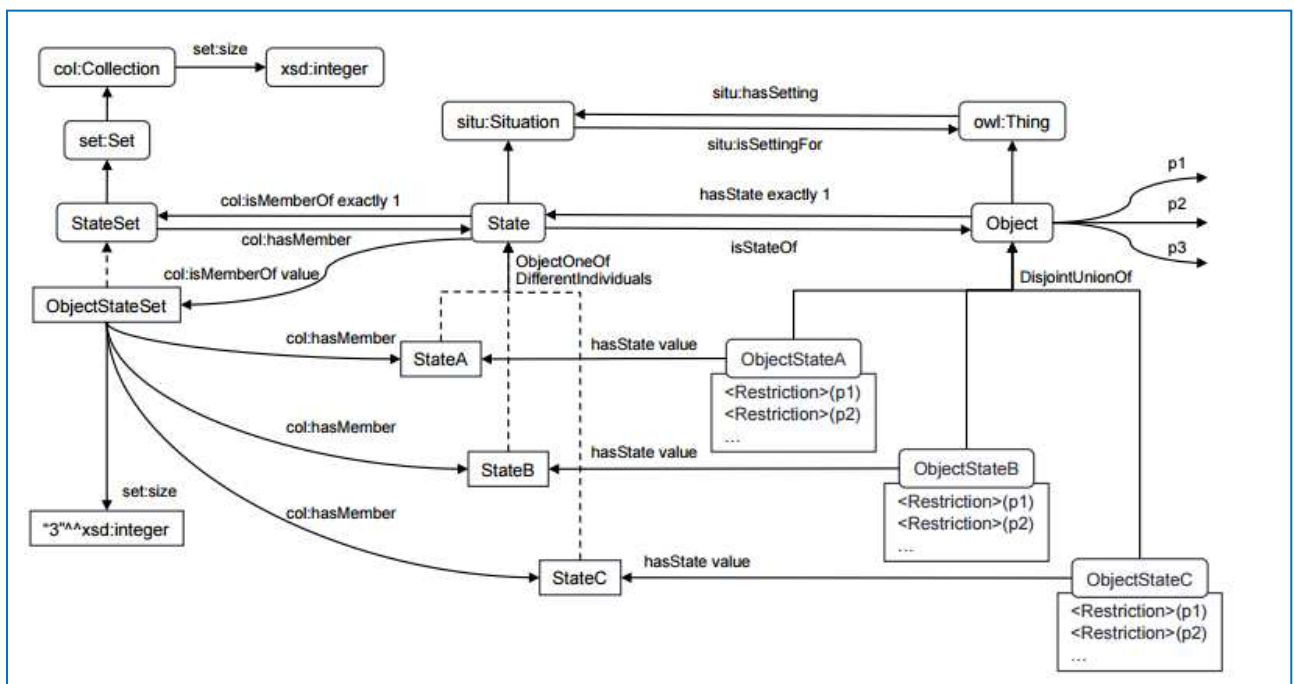 set:size
col:Collection
xsd:integer
situ:hasSetting
set:Set
situ:Situation
owl:Thing
situ:isSettingFor
p1
col:isMemberOf exactly 1
hasState exactly 1
StateSet
State
Object
p2
col:hasMember
isStateOf
p3
col:isMemberOf value
ObjectOneOf
DifferentIndividuals
DisjointUnionOf
ObjectStateSet
col:hasMember
StateA
hasState value
ObjectStateA
<Restriction>(p1)
<Restriction>(p2)
...
col:hasMember
StateB
hasState value
ObjectStateB
<Restriction>(p1)
<Restriction>(p2)
...
set:size
col:hasMember
"3"^^xsd:integer
StateC
hasState value
ObjectStateC
<Restriction>(p1)
<Restriction>(p2)
...